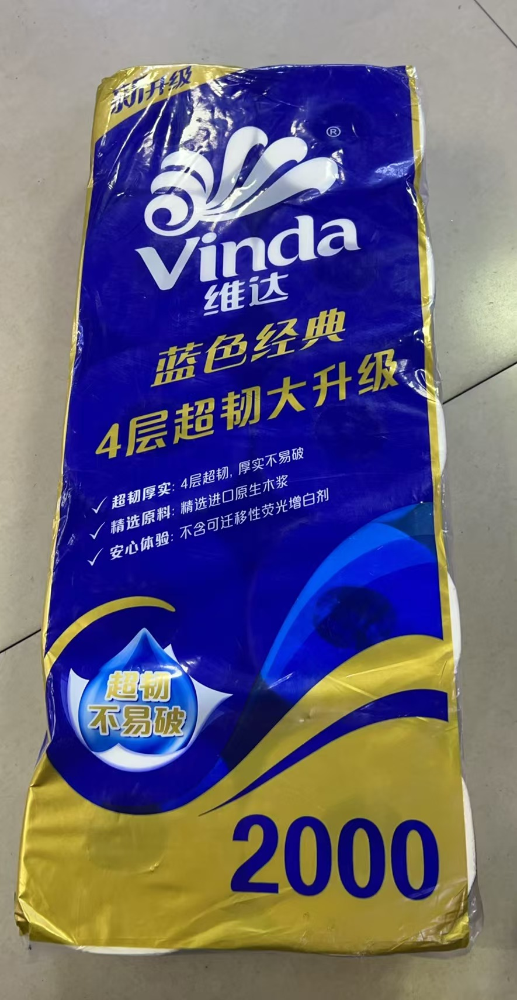 新升级
®
Vinda
维达
蓝色经典
4层超韧大升级
✓ 超韧厚实: 4层超韧, 厚实不易破
✓ 精选原料: 精选进口原生木浆
✓ 安心体验: 不含可迁移性荧光增白剂
超韧
不易破
2000